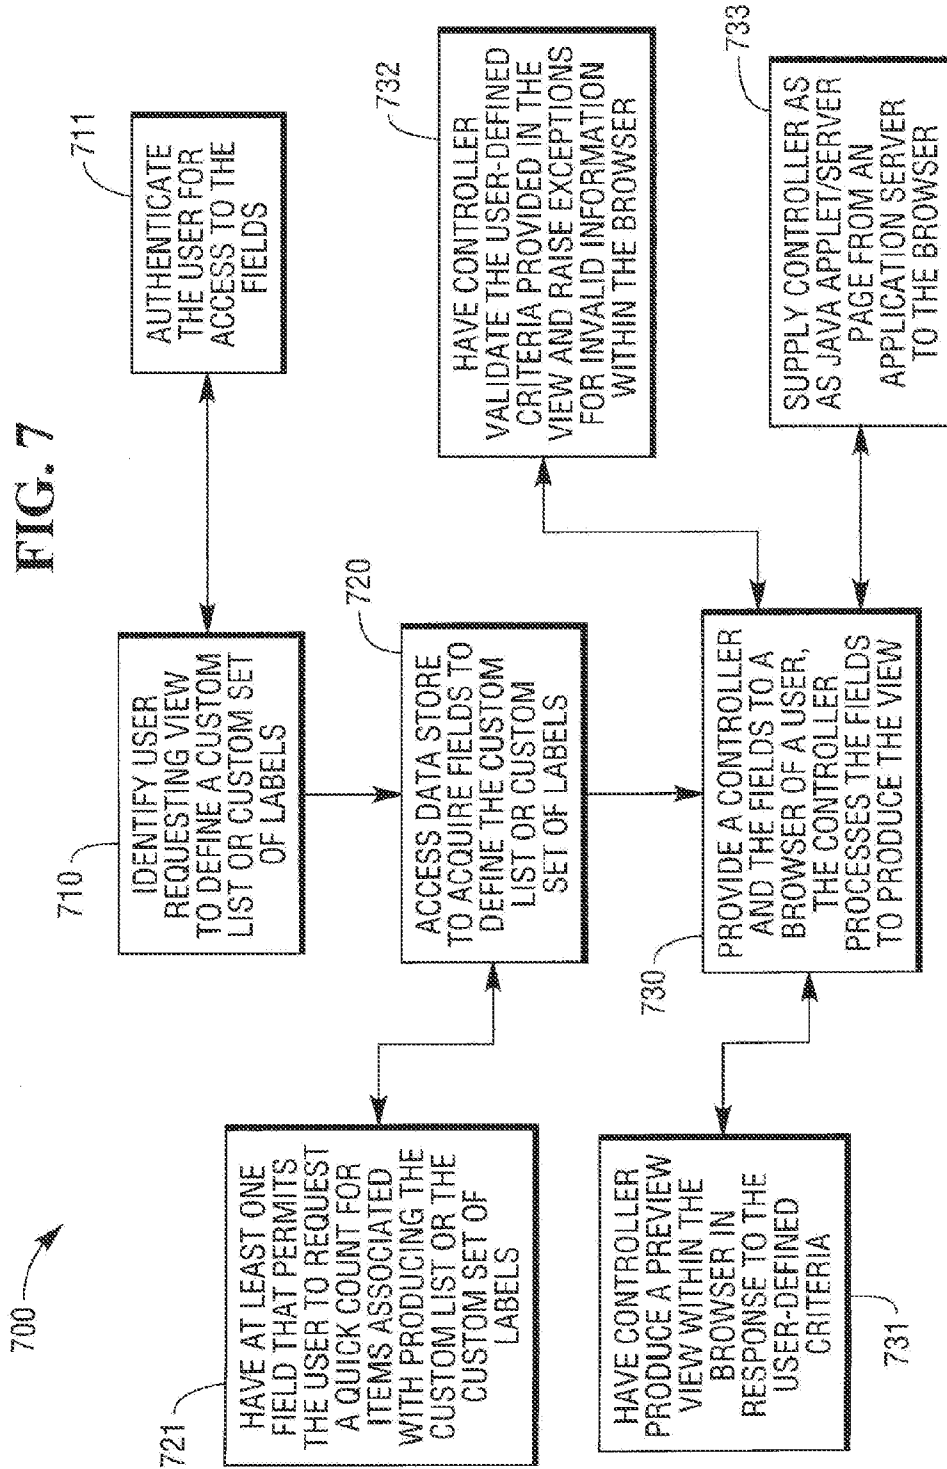 FIG. 7
700
710
IDENTIFY USER
REQUESTING VIEW
TO DEFINE A CUSTOM
LIST OR CUSTOM SET
OF LABELS
711
AUTHENTICATE
THE USER FOR
ACCESS TO THE
FIELDS
721
HAVE AT LEAST ONE
FIELD THAT PERMITS
THE USER TO REQUEST
A QUICK COUNT FOR
ITEMS ASSOCIATED
WITH PRODUCING THE
CUSTOM LIST OR THE
CUSTOM SET OF
LABELS
720
ACCESS DATA STORE
TO ACQUIRE FIELDS TO
DEFINE THE CUSTOM
LIST OR CUSTOM
SET OF LABELS
732
HAVE CONTROLLER
VALIDATE THE USER-DEFINED
CRITERIA PROVIDED IN THE
VIEW AND RAISE EXCEPTIONS
FOR INVALID INFORMATION
WITHIN THE BROWSER
731
HAVE CONTROLLER
PRODUCE A PREVIEW
VIEW WITHIN THE
BROWSER IN
RESPONSE TO THE
USER-DEFINED
CRITERIA
730
PROVIDE A CONTROLLER
AND THE FIELDS TO A
BROWSER OF A USER,
THE CONTROLLER
PROCESSES THE FIELDS
TO PRODUCE THE VIEW
733
SUPPLY CONTROLLER AS
AS JAVA APPLET/SERVER
PAGE FROM AN
APPLICATION SERVER
TO THE BROWSER